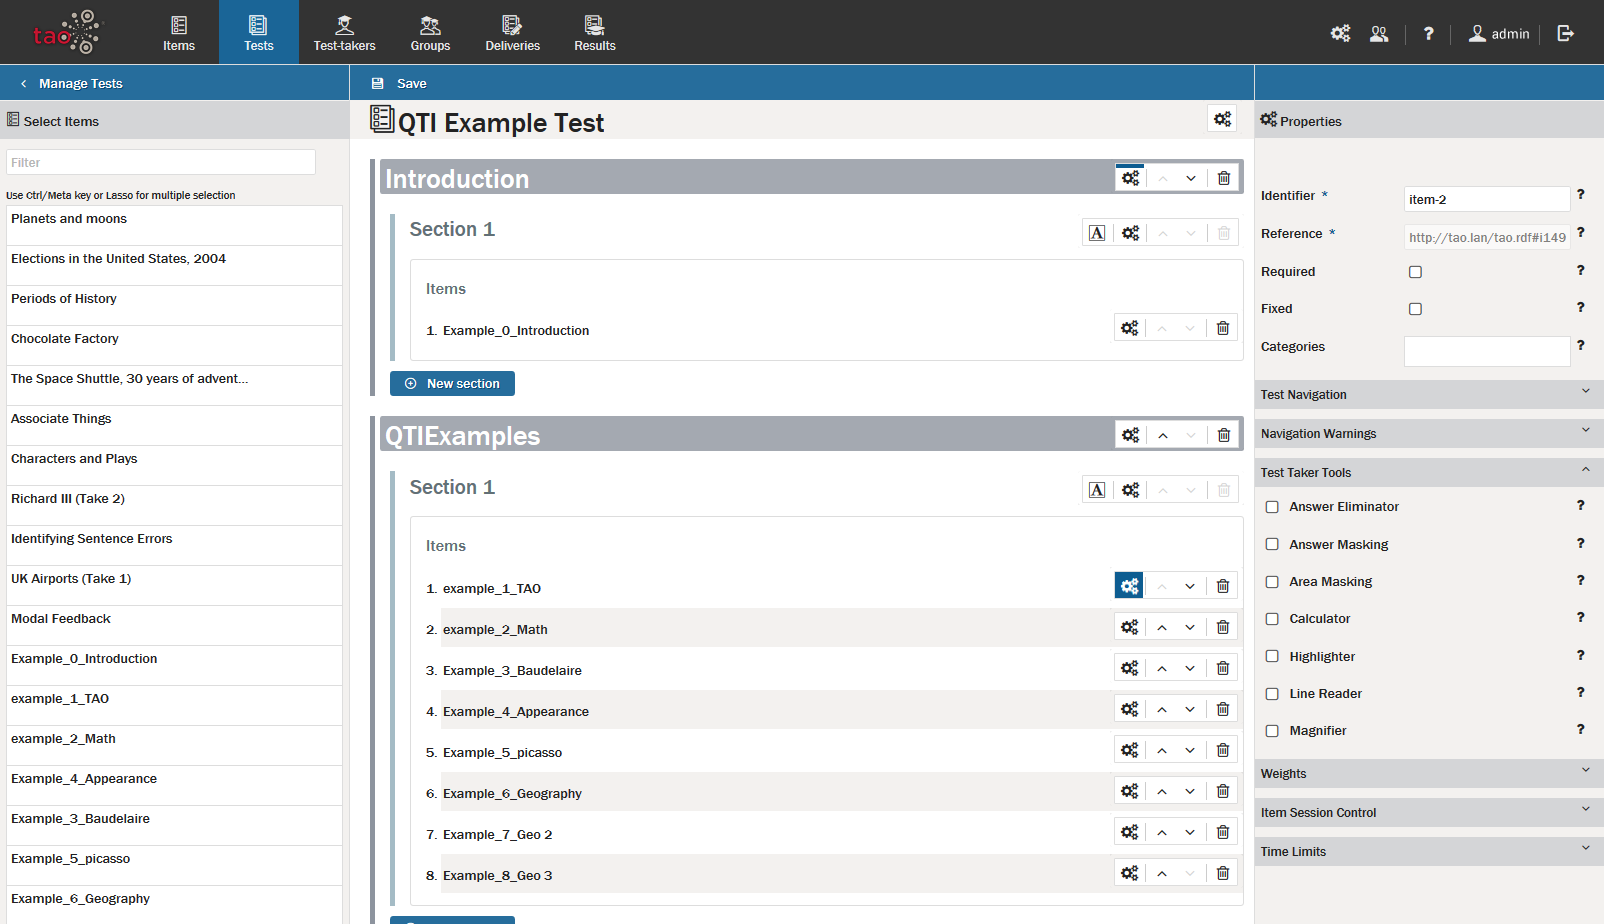 tao
Items
Tests
Test-takers
Groups
Deliveries
Results
?
admin
Manage Tests
Save
Select Items
Filter
Use Ctrl/Meta key or Lasso for multiple selection
Planets and moons
Elections in the United States, 2004
Periods of History
Chocolate Factory
The Space Shuttle, 30 years of advent...
Associate Things
Characters and Plays
Richard III (Take 2)
Identifying Sentence Errors
UK Airports (Take 1)
Modal Feedback
Example_0_Introduction
example_1_TAO
example_2_Math
Example_4_Appearance
Example_3_Baudelaire
Example_5_picasso
Example_6_Geography
QTI Example Test
Introduction
Section 1
A
Items
1. Example_0_Introduction
New section
QTIExamples
Section 1
A
Items
1. example_1_TAO
2. example_2_Math
3. Example_3_Baudelaire
4. Example_4_Appearance
5. Example_5_picasso
6. Example_6_Geography
7. Example_7_Geo 2
8. Example_8_Geo 3
Properties
Identifier * item-2 ?
Reference * http://tao.lan/tao.rdf#i149 ?
Required ?
Fixed ?
Categories ?
Test Navigation
Navigation Warnings
Test Taker Tools
Answer Eliminator ?
Answer Masking ?
Area Masking ?
Calculator ?
Highlighter ?
Line Reader ?
Magnifier ?
Weights
Item Session Control
Time Limits